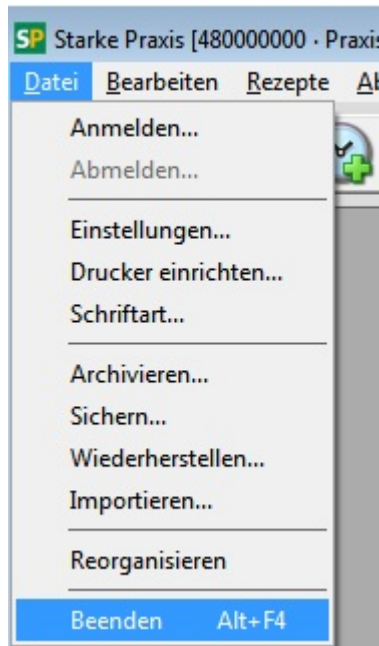 SP Starke Praxis [480000000 · Praxis
Datei Bearbeiten Rezepte
Anmelden...
Abmelden...
Einstellungen...
Drucker einrichten...
Schriftart...
Archivieren...
Sichern...
Wiederherstellen...
Importieren...
Reorganisieren
Beenden Alt+F4